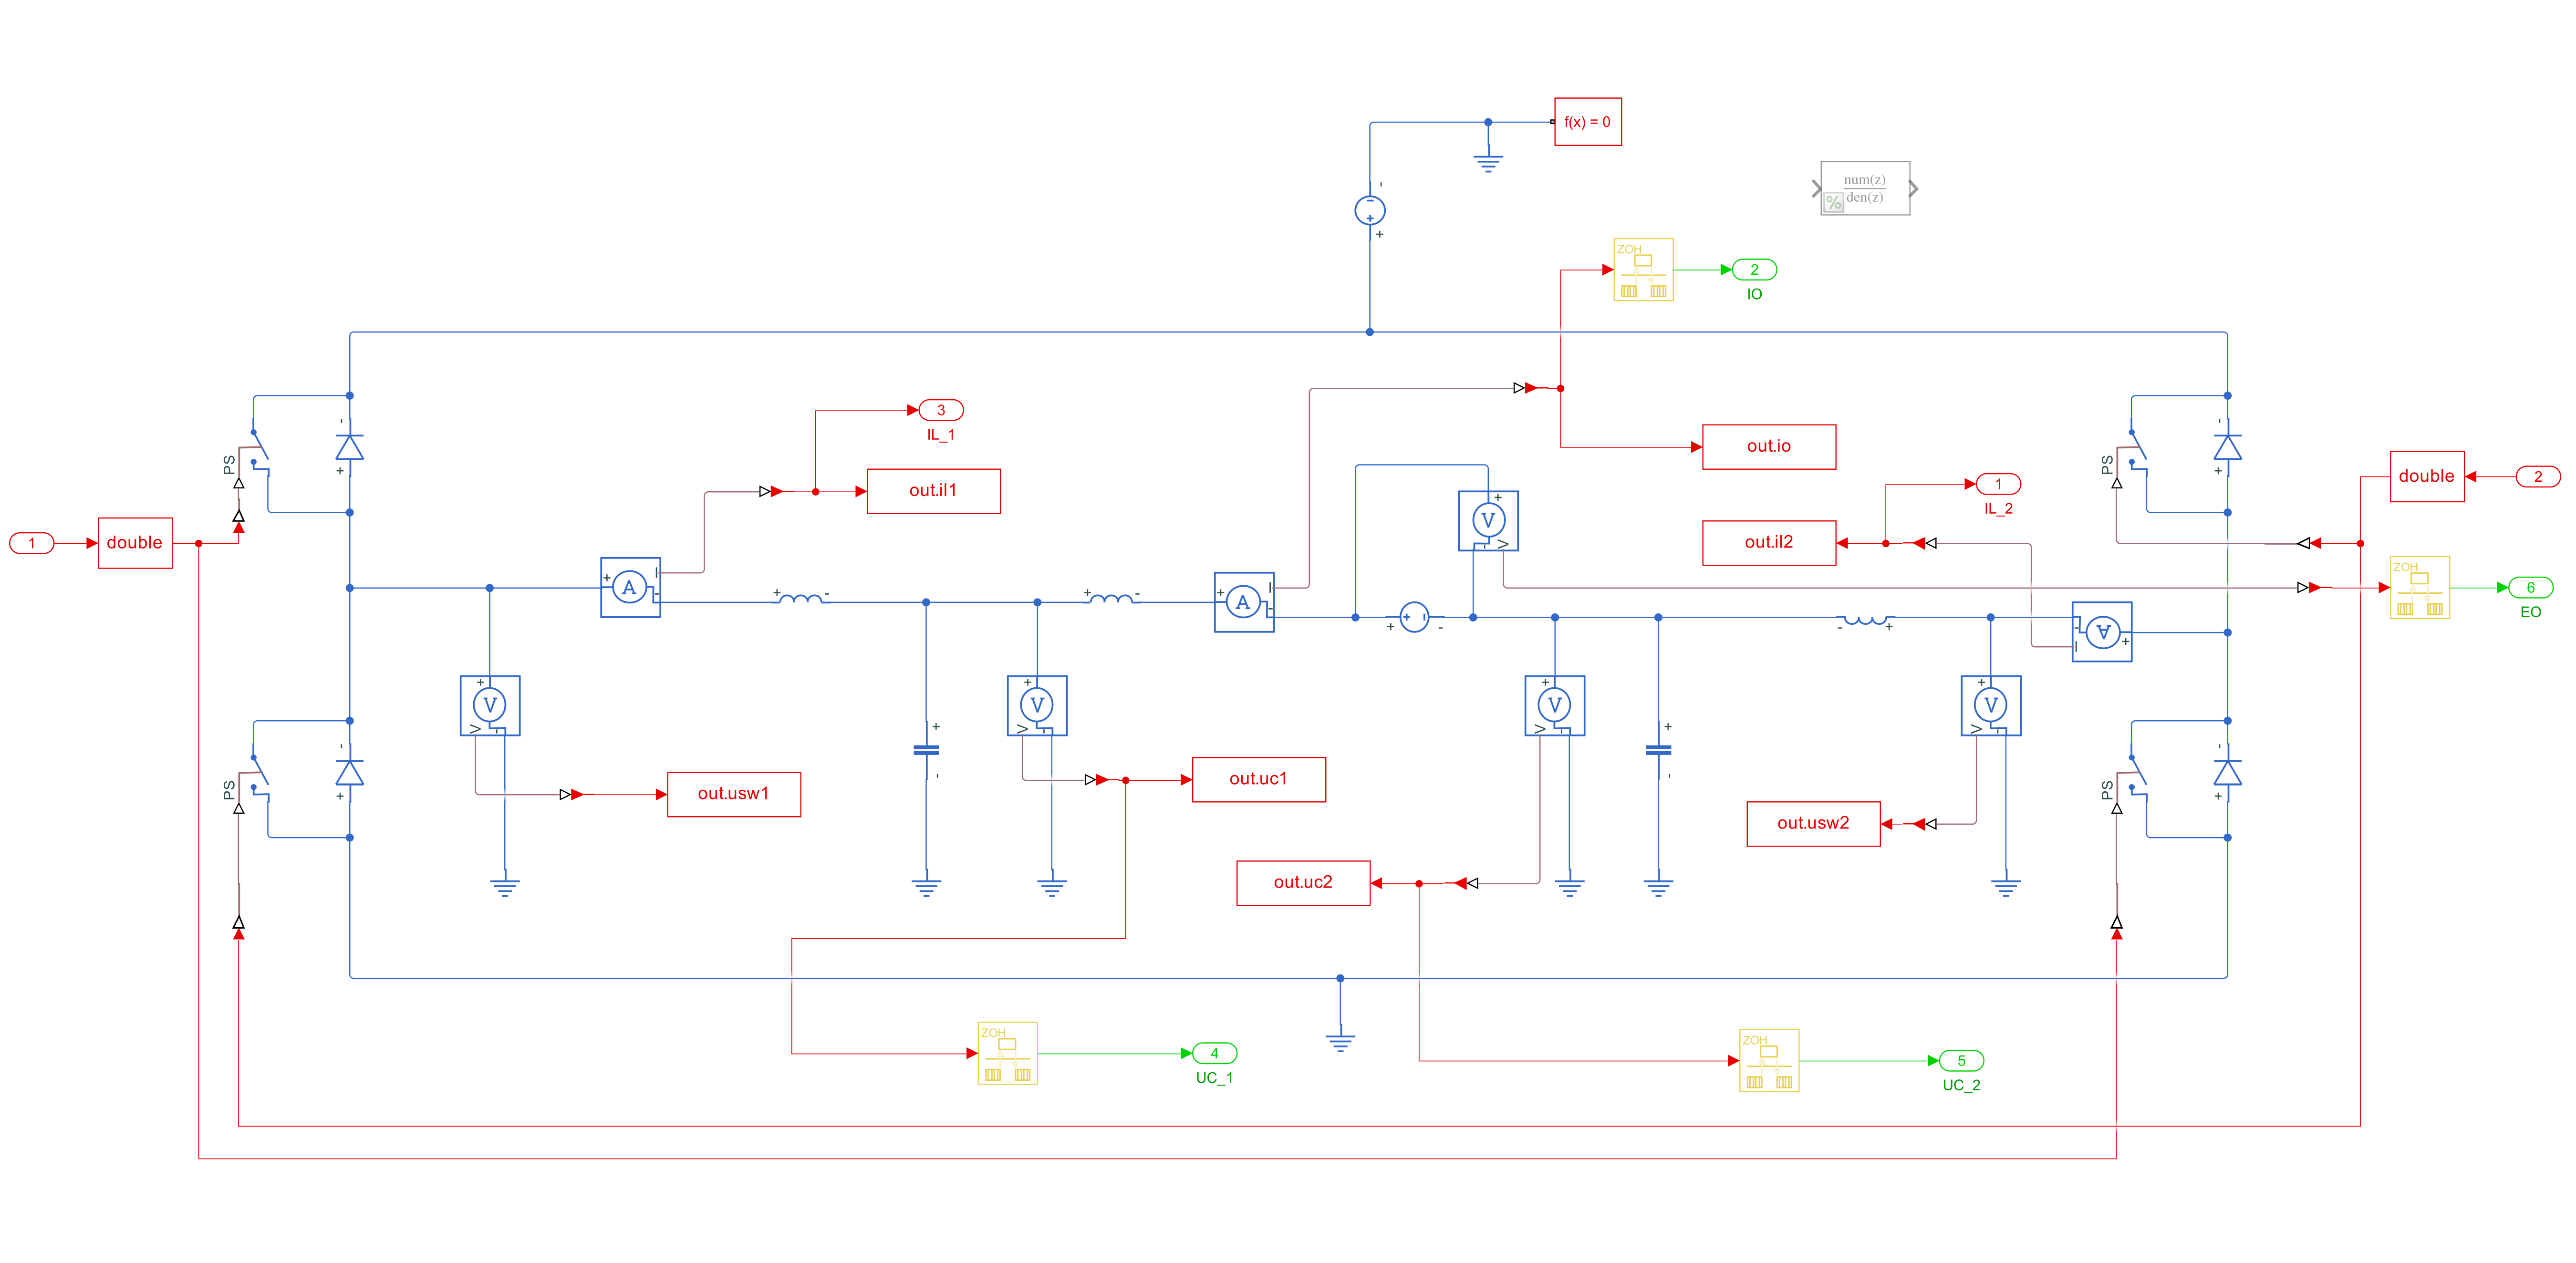 f(x) = 0
num(z)
den(z)
%
-
+
ZOH
2
IO
3
IL_1
out.io
PS
out.il1
V
1
IL_2
out.il2
PS
double
2
1
double
A
A
ZOH
6
EO
A
V
V
V
V
PS
out.usw1
out.uc1
PS
out.usw2
out.uc2
ZOH
4
UC_1
ZOH
5
UC_2